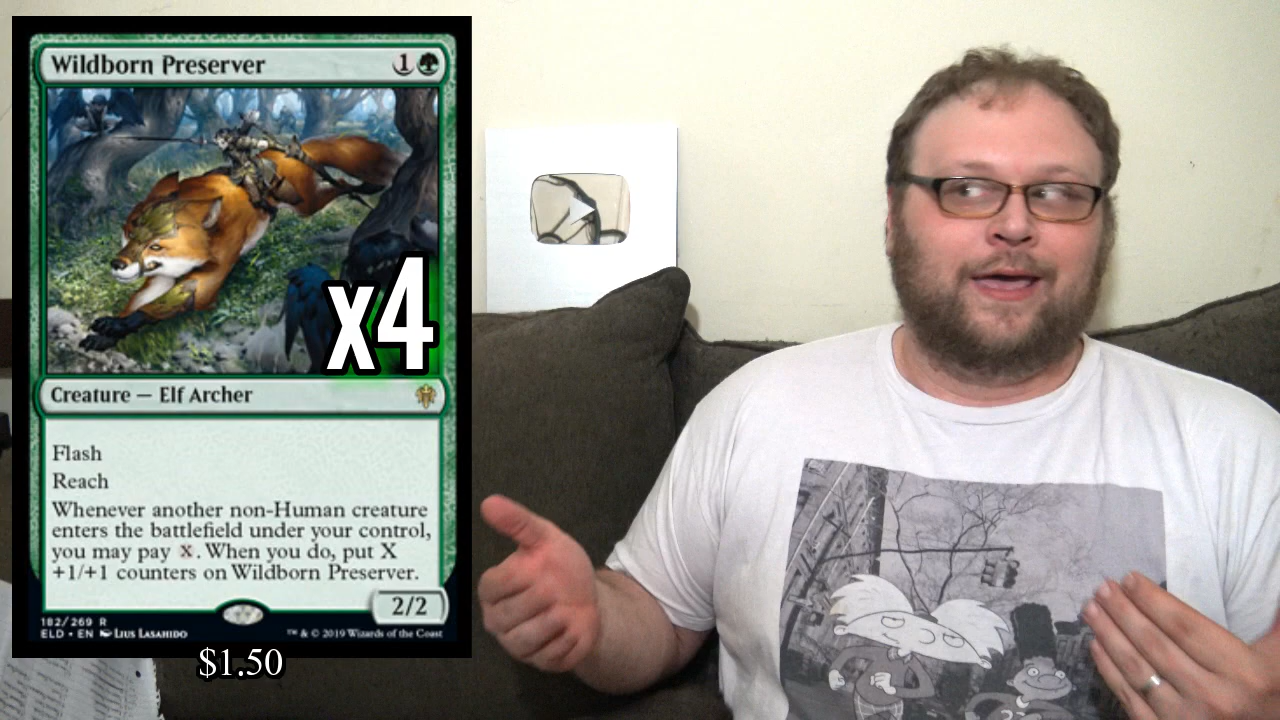 Wildborn Preserver 1
x4
Creature — Elf Archer
Flash
Reach
Whenever another non-Human creature
enters the battlefield under your control,
you may pay X. When you do, put X
+1/+1 counters on Wildborn Preserver.
2/2
182/269 R
ELD • EN Lius Lasahido
™ & © 2019 Wizards of the Coast
$1.50